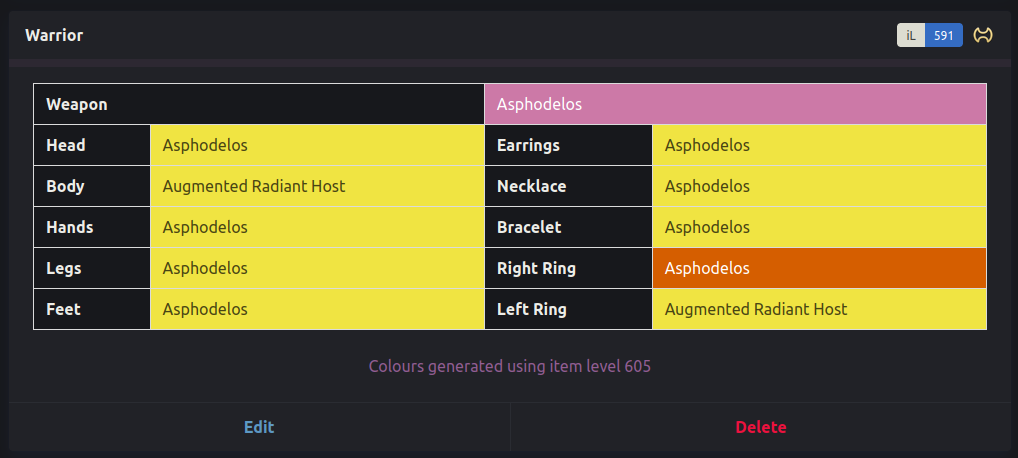 Warrior iL 591
Weapon Asphodelos
Head Asphodelos Earrings Asphodelos
Body Augmented Radiant Host Necklace Asphodelos
Hands Asphodelos Bracelet Asphodelos
Legs Asphodelos Right Ring Asphodelos
Feet Asphodelos Left Ring Augmented Radiant Host
Colours generated using item level 605
Edit Delete